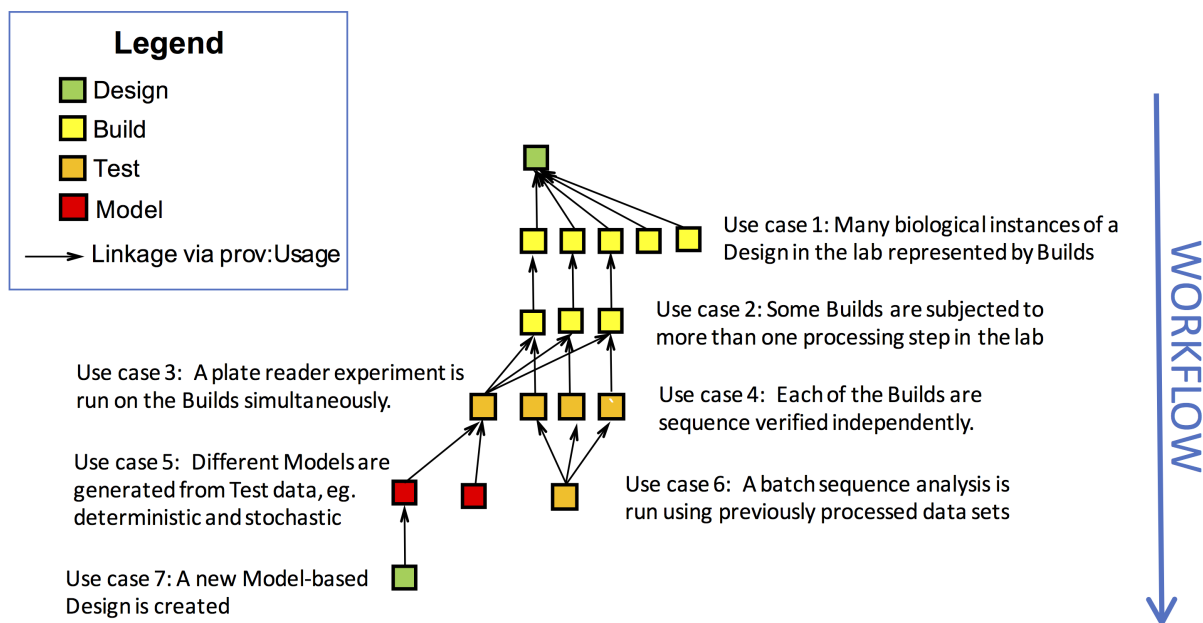 Legend
Design
Build
Test
Model
Linkage via prov:Usage
Use case 1: Many biological instances of a
Design in the lab represented by Builds
Use case 2: Some Builds are subjected to
more than one processing step in the lab
Use case 3:  A plate reader experiment is
run on the Builds simultaneously.
Use case 4:  Each of the Builds are
sequence verified independently.
Use case 5:  Different Models are
generated from Test data, eg.
deterministic and stochastic
Use case 6:  A batch sequence analysis is
run using previously processed data sets
Use case 7: A new Model-based
Design is created
WORKFLOW